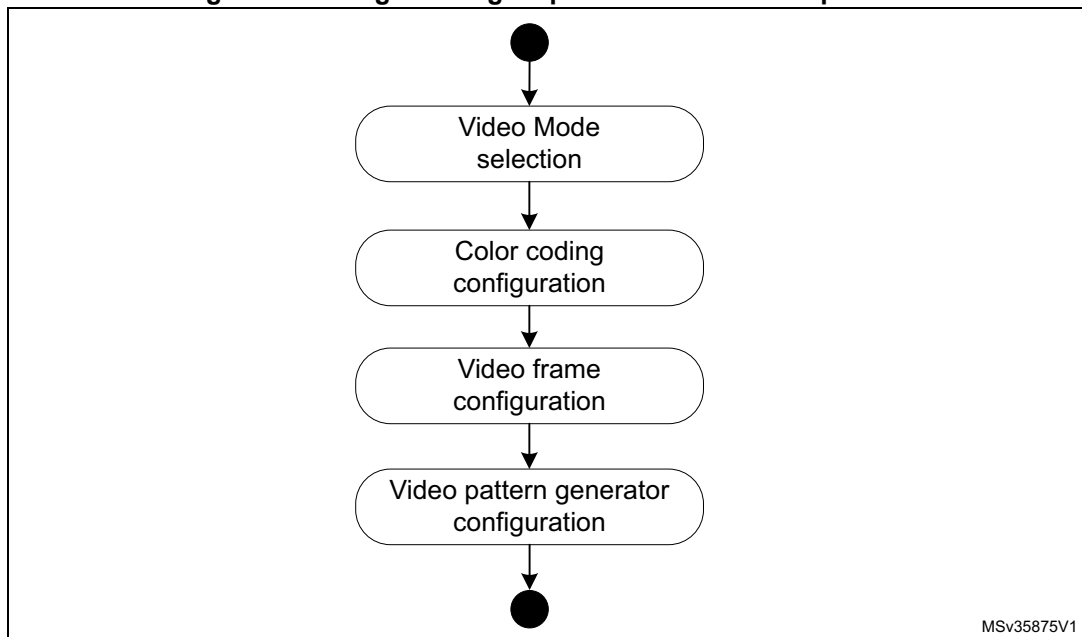 Video Mode
selection
Color coding
configuration
Video frame
configuration
Video pattern generator
configuration
MSv35875V1